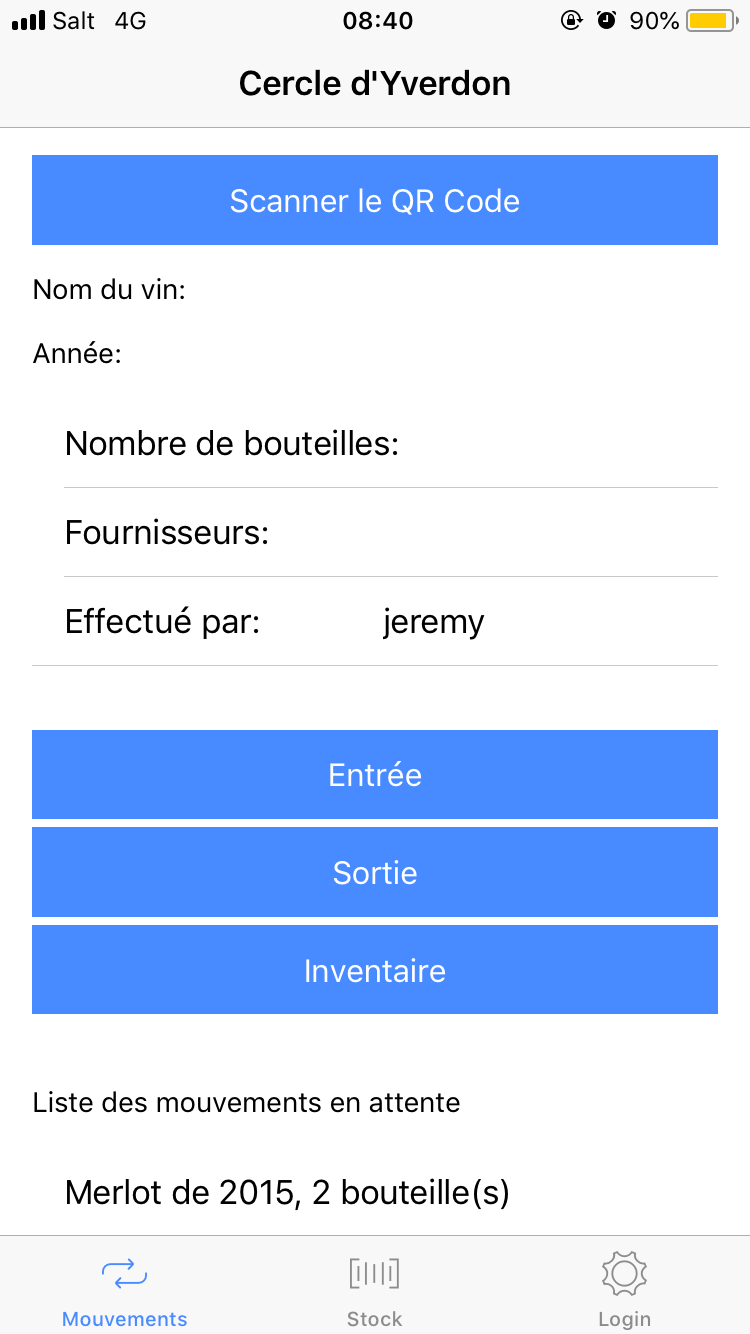 Salt 4G 08:40 90%
Cercle d'Yverdon
Scanner le QR Code
Nom du vin:
Année:
Nombre de bouteilles:
Fournisseurs:
Effectué par: jeremy
Entrée
Sortie
Inventaire
Liste des mouvements en attente
Merlot de 2015, 2 bouteille(s)
Mouvements Stock Login